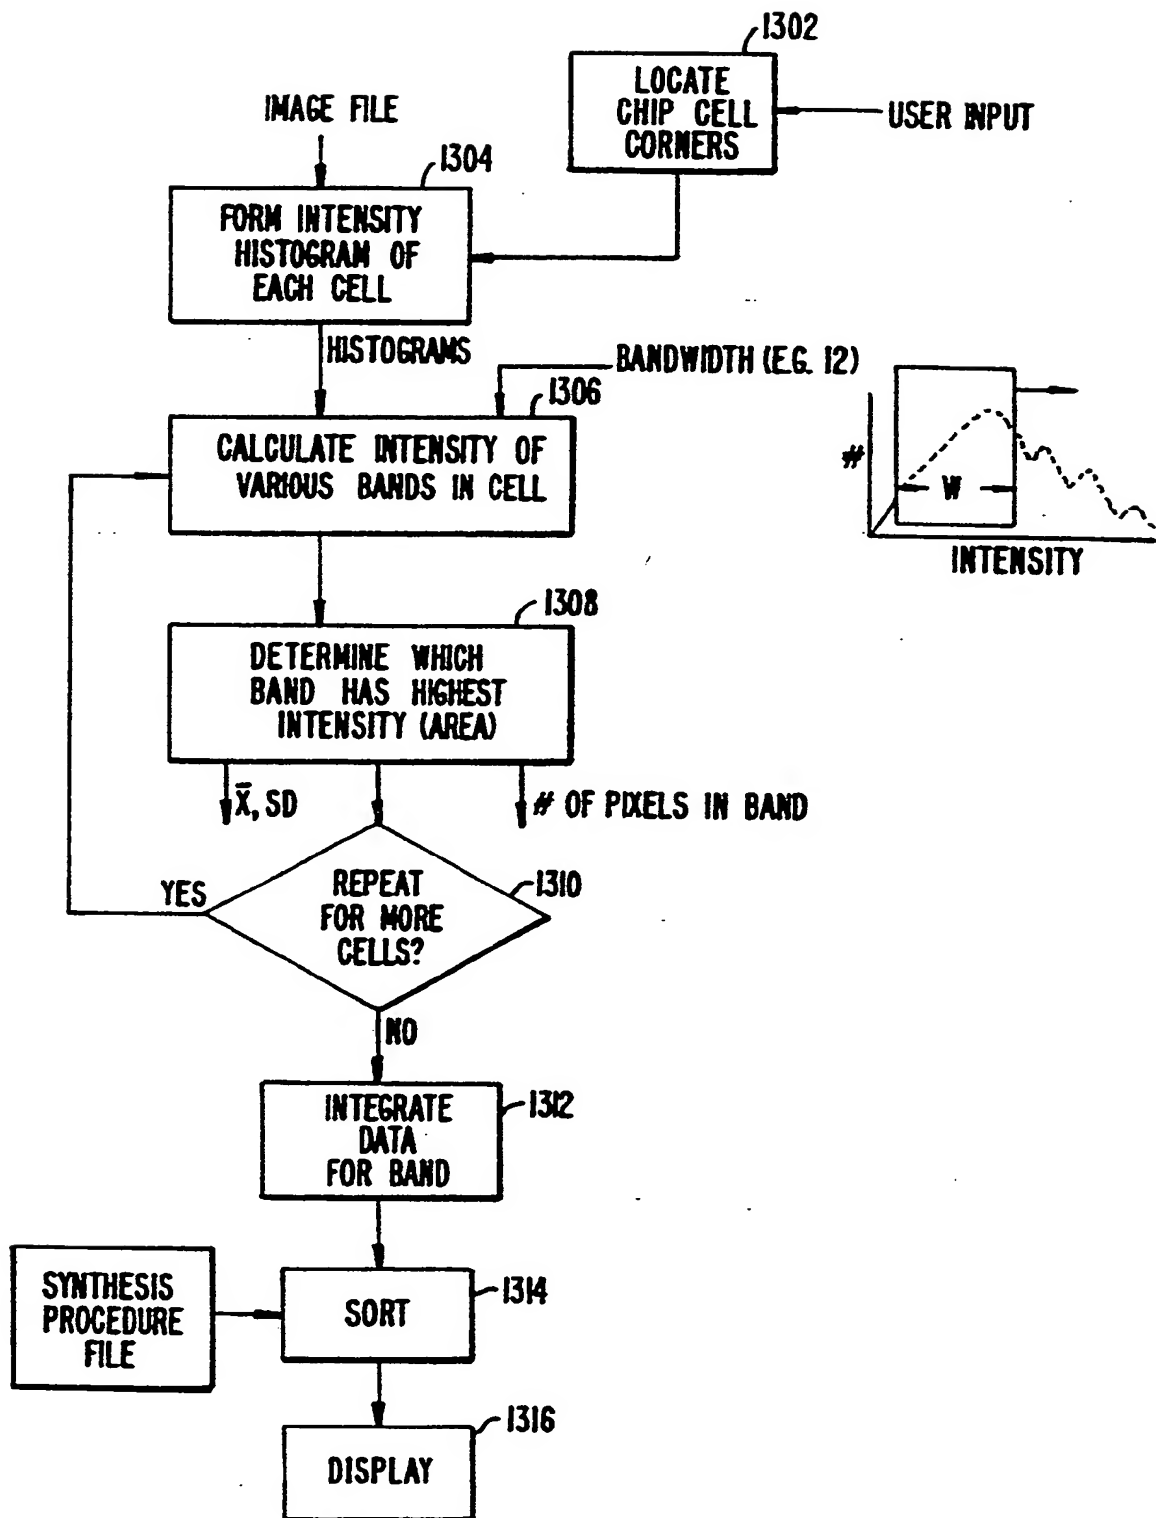 1302
LOCATE
CHIP CELL
CORNERS
USER INPUT
IMAGE FILE
1304
FORM INTENSITY
HISTOGRAM OF
EACH CELL
HISTOGRAMS
BANDWIDTH (E.G. 12)
1306
CALCULATE INTENSITY OF
VARIOUS BANDS IN CELL
#
W
INTENSITY
1308
DETERMINE WHICH
BAND HAS HIGHEST
INTENSITY (AREA)
X̅, SD
# OF PIXELS IN BAND
YES
REPEAT
FOR MORE
CELLS?
1310
NO
INTEGRATE
DATA
FOR BAND
1312
SYNTHESIS
PROCEDURE
FILE
SORT
1314
DISPLAY
1316